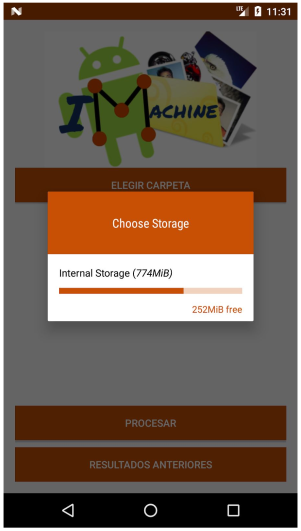 LTE 11:31
I MACHINE
ELEGIR CARPETA
Choose Storage
Internal Storage (774MiB)
252MiB free
PROCESAR
RESULTADOS ANTERIORES